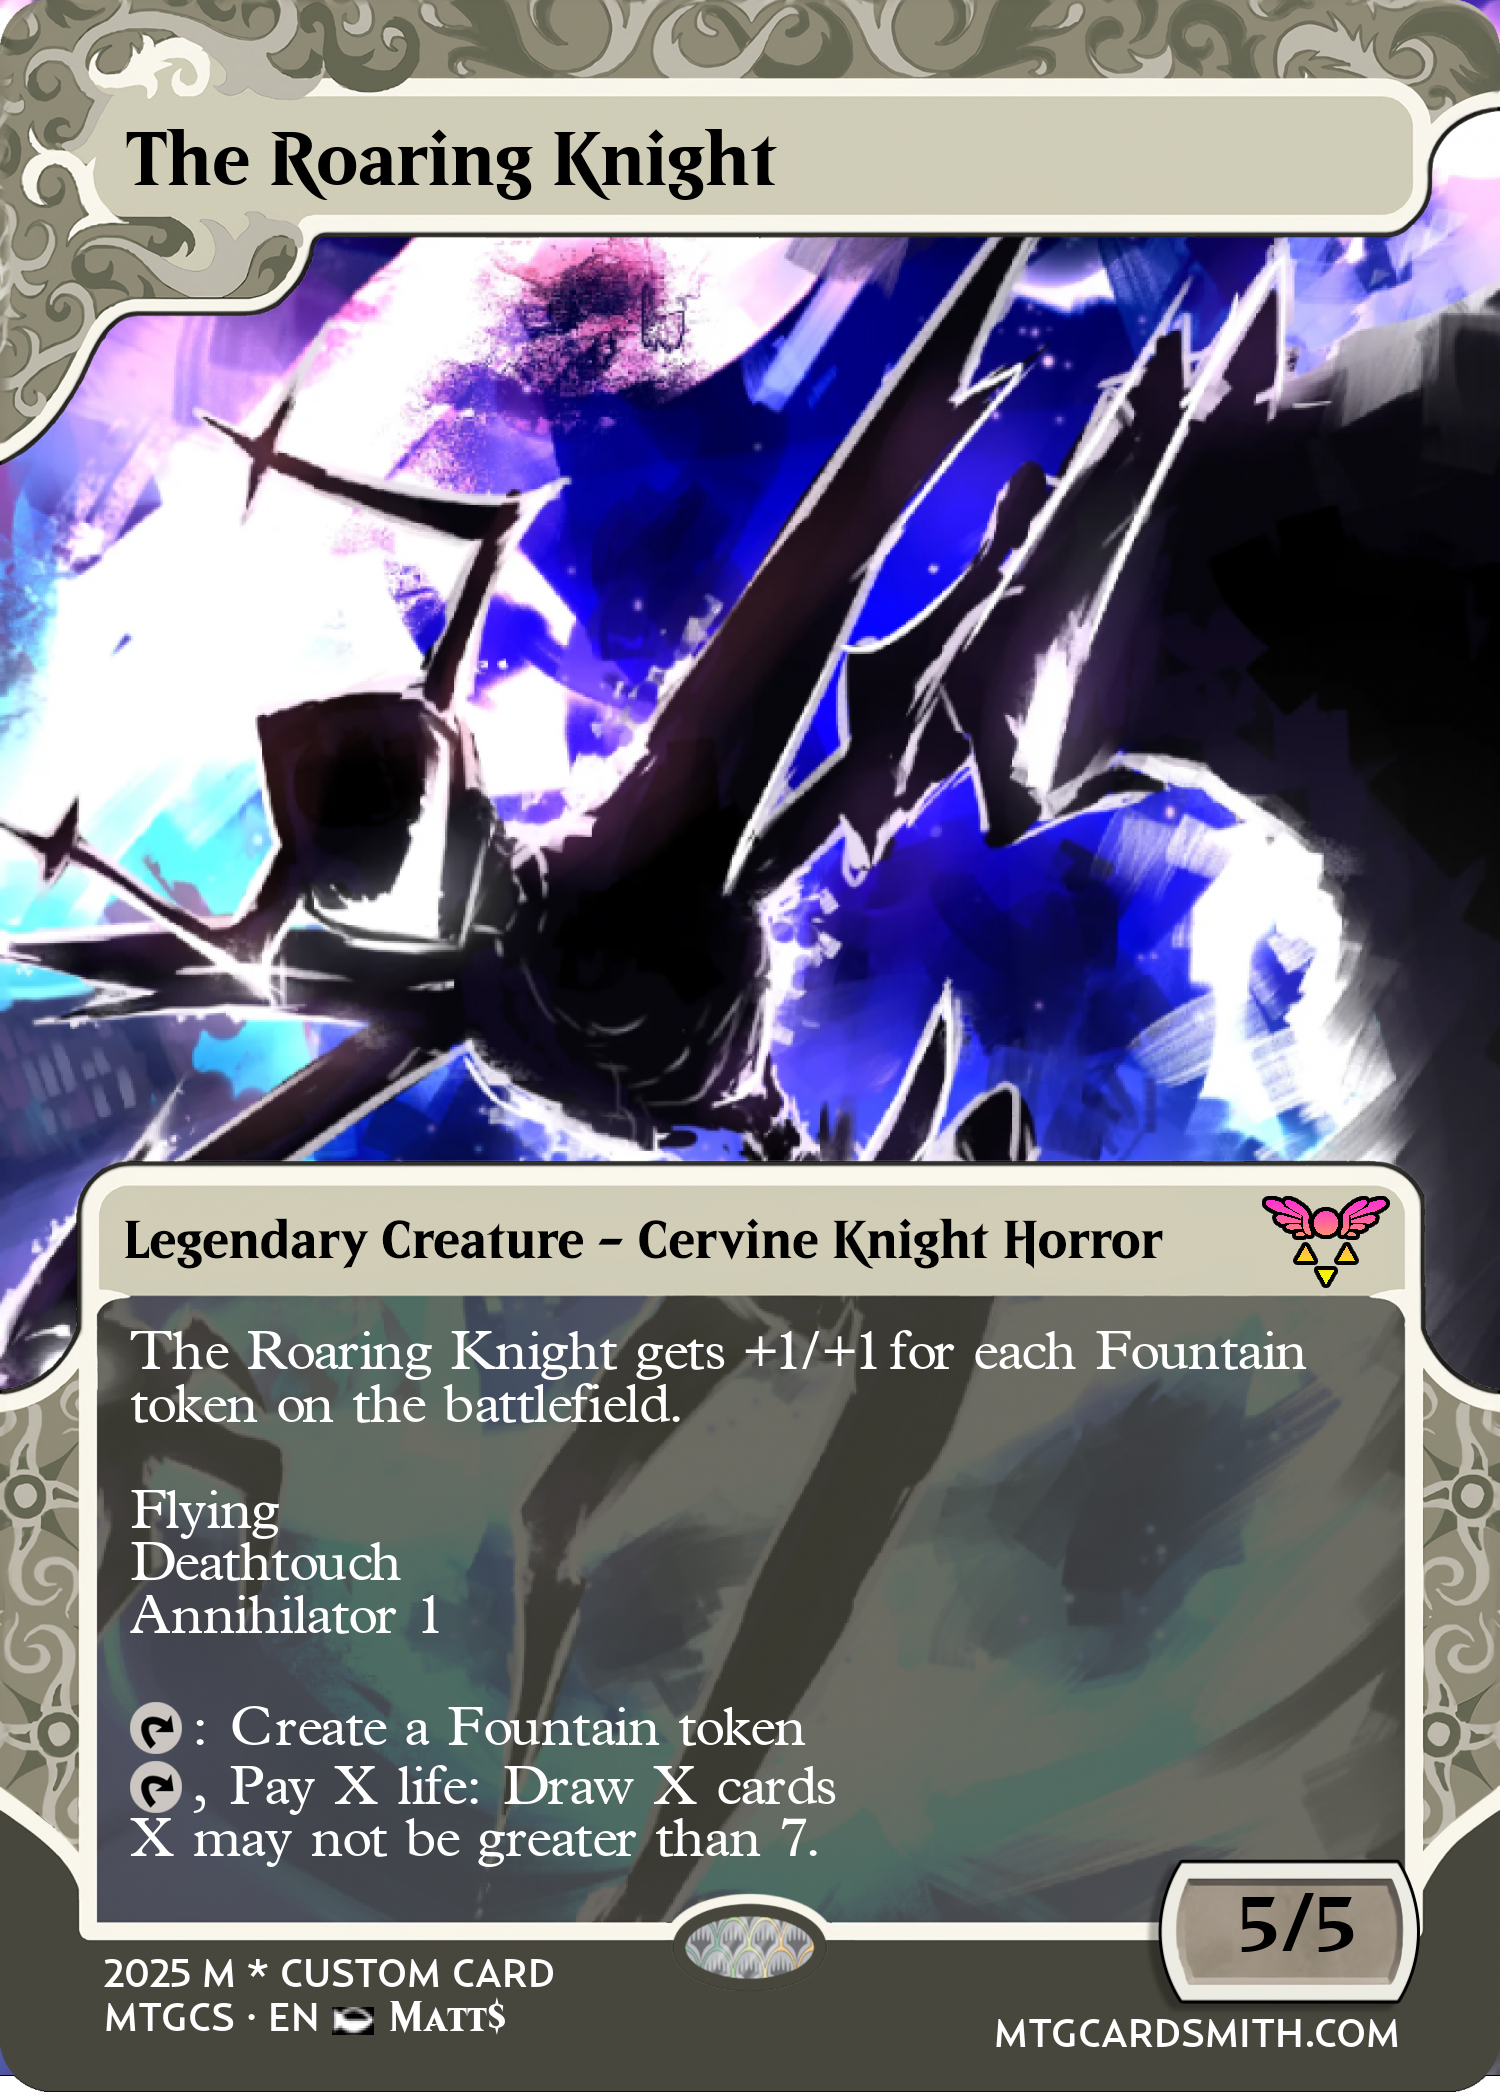 The Roaring Knight
Legendary Creature – Cervine Knight Horror
The Roaring Knight gets +1/+1 for each Fountain
token on the battlefield.
Flying
Deathtouch
Annihilator 1
: Create a Fountain token
, Pay X life: Draw X cards
X may not be greater than 7.
5/5
2025 M * CUSTOM CARD
MTGCS · EN Matt$
MTGCARDSMITH.COM